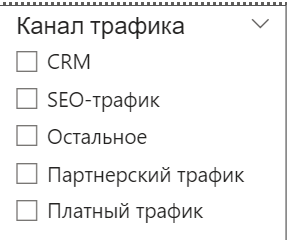 Канал трафика
CRM
SEO-трафик
Остальное
Партнерский трафик
Платный трафик